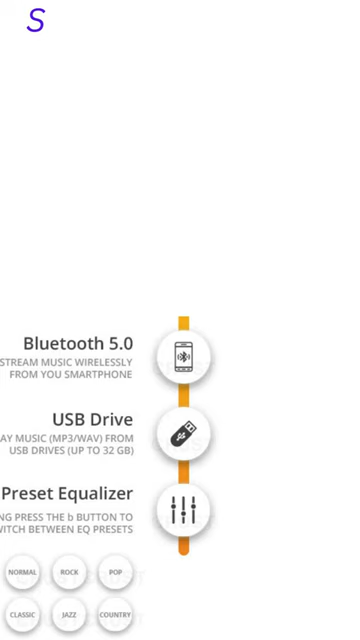 S
Bluetooth 5.0
STREAM MUSIC WIRELESSLY
FROM YOU SMARTPHONE
USB Drive
AY MUSIC (MP3/WAV) FROM
USB DRIVES (UP TO 32 GB)
Preset Equalizer
NG PRESS THE b BUTTON TO
WITCH BETWEEN EQ PRESETS
NORMAL ROCK POP
CLASSIC JAZZ COUNTRY